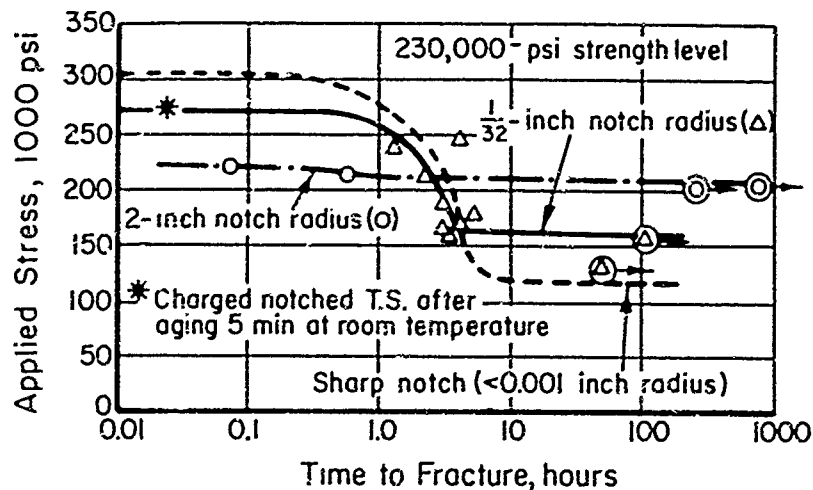 350
300
250
200
150
100
50
0
Applied Stress, 1000 psi
230,000-psi strength level
1/32-inch notch radius (△)
2-inch notch radius (O)
* Charged notched T.S. after
aging 5 min at room temperature
Sharp notch (<0.001 inch radius)
0.01 0.1 1.0 10 100 1000
Time to Fracture, hours